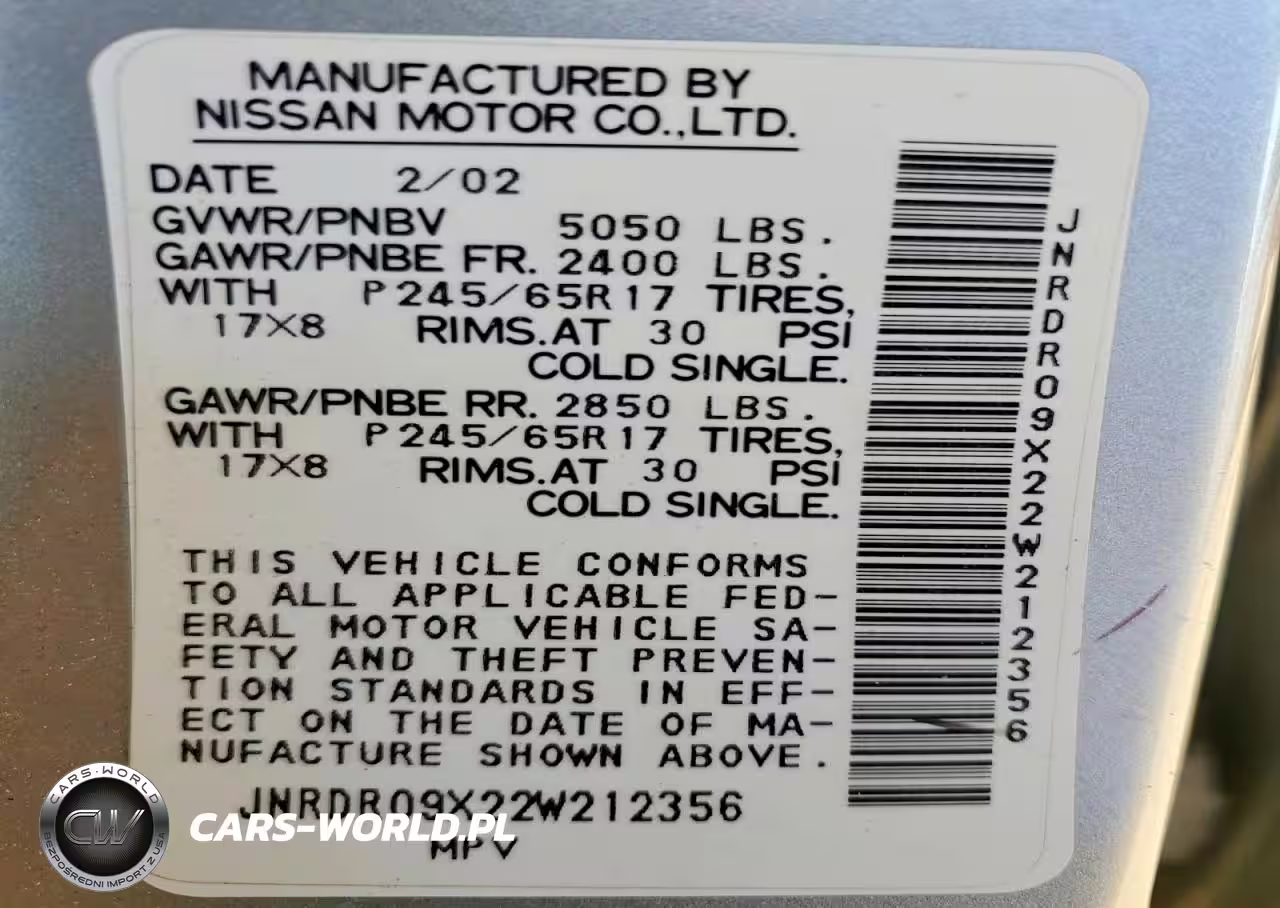 MANUFACTURED BY
NISSAN MOTOR CO.,LTD.
DATE 2/02
GVWR/PNBV 5050 LBS.
GAWR/PNBE FR. 2400 LBS.
WITH P245/65R17 TIRES,
17X8 RIMS.AT 30 PSI
COLD SINGLE.
GAWR/PNBE RR. 2850 LBS.
WITH P245/65R17 TIRES,
17X8 RIMS.AT 30 PSI
COLD SINGLE.
THIS VEHICLE CONFORMS
TO ALL APPLICABLE FED-
ERAL MOTOR VEHICLE SA-
FETY AND THEFT PREVEN-
TION STANDARDS IN EFF-
ECT ON THE DATE OF MA-
NUFACTURE SHOWN ABOVE.
JNRDR09X22W212356
MPV
JNRDR09X22W212356
CARS-WORLD
CW
BEZPOŚREDNI IMPORT Z USA
CARS-WORLD.PL